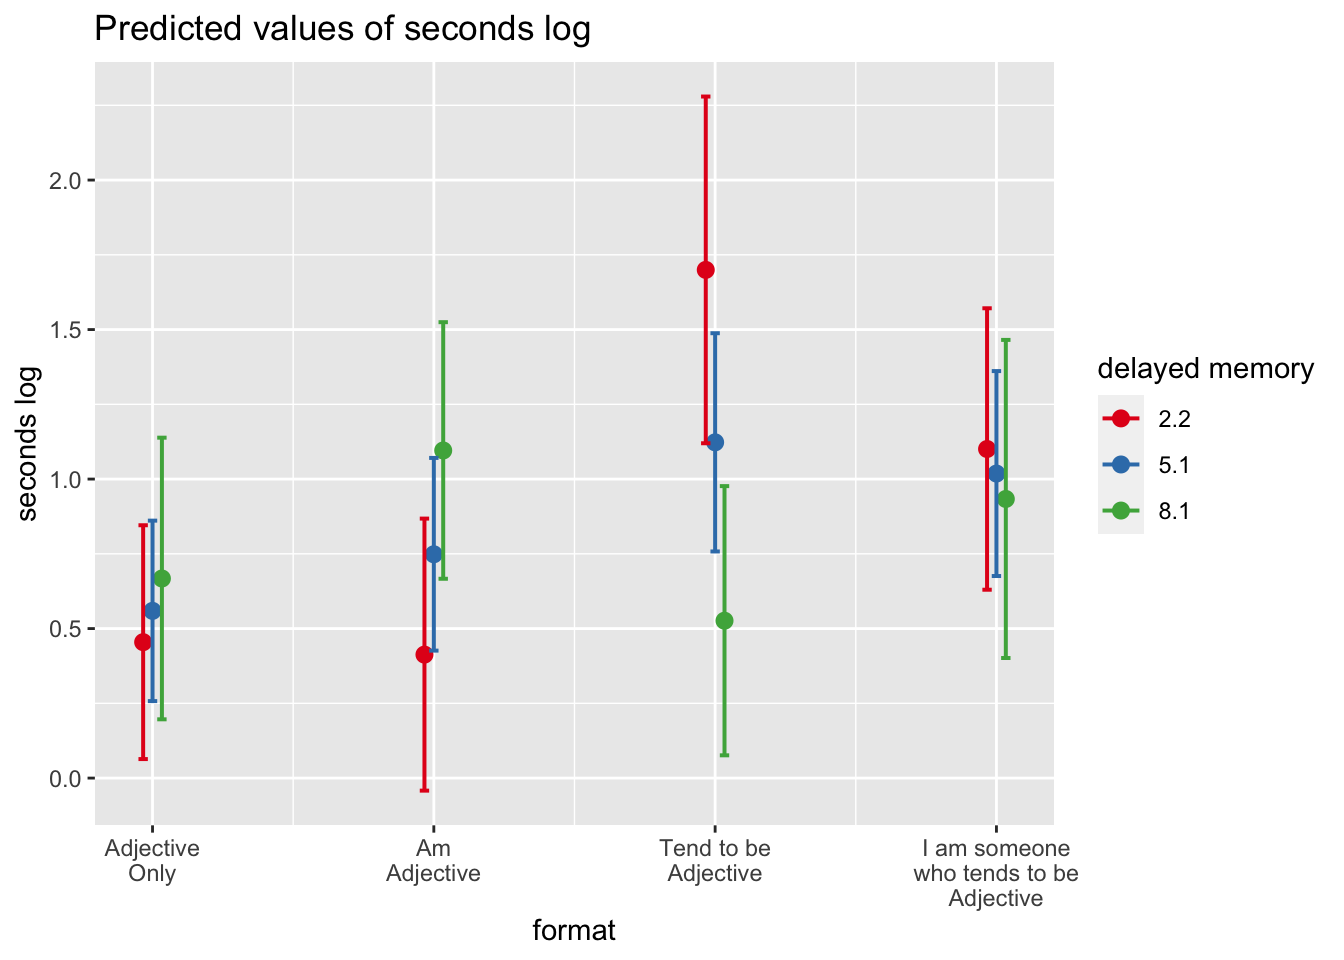 Predicted values of seconds log
seconds log
2.0
1.5
1.0
0.5
0.0
Adjective
Only
Am
Adjective
Tend to be
Adjective
I am someone
who tends to be
Adjective
format
delayed memory
2.2
5.1
8.1